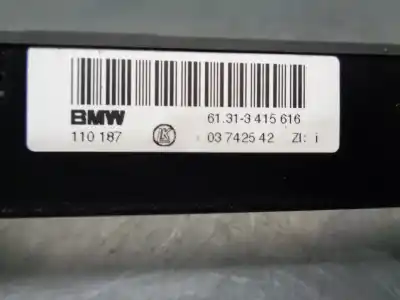 BMW 61.31-3 415 616
110 187 03 7425 42 ZI: i